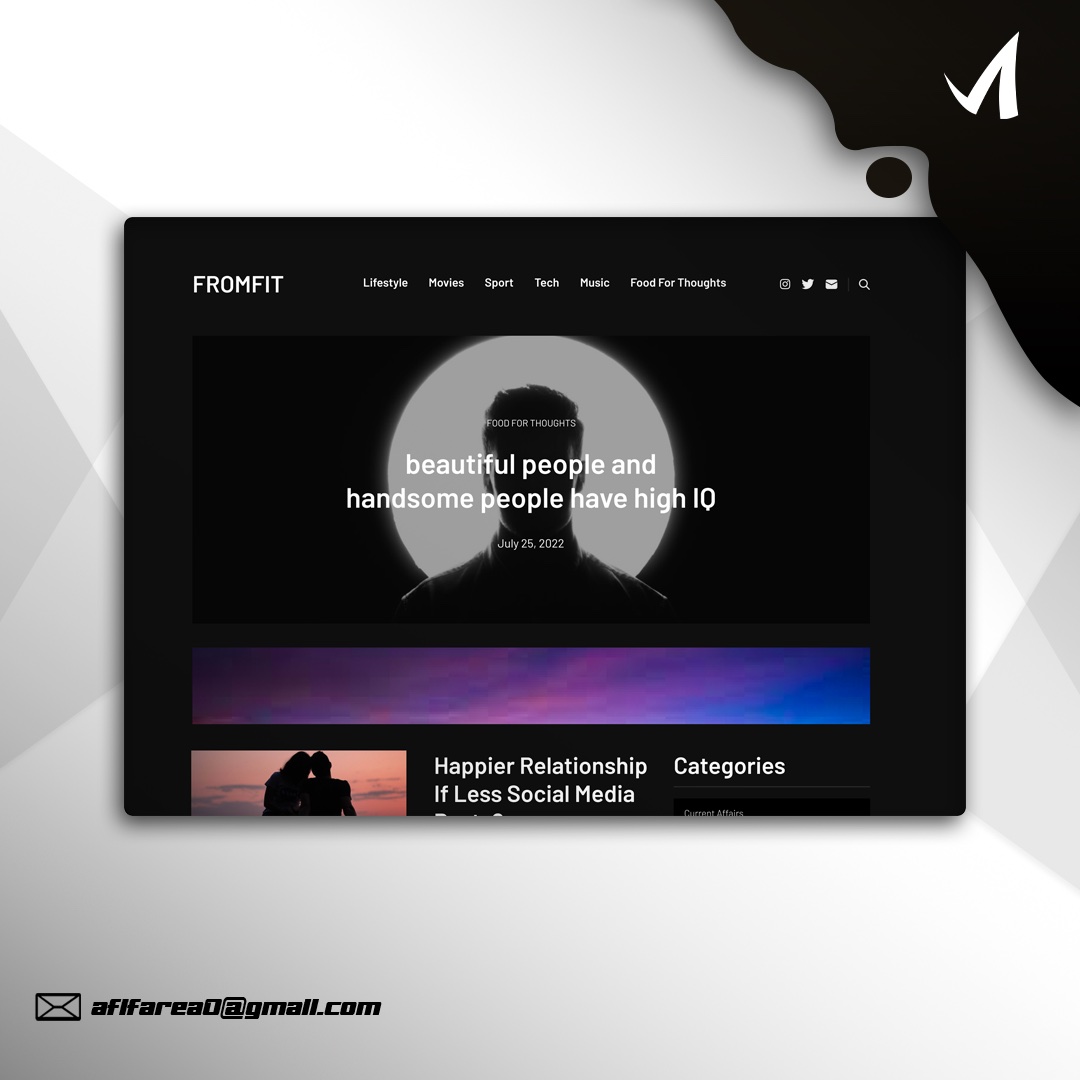 FROMFIT
Lifestyle Movies Sport Tech Music Food For Thoughts
FOOD FOR THOUGHTS
beautiful people and
handsome people have high IQ
July 25, 2022
Happier Relationship
If Less Social Media
Categories
Current Affairs
afifarea0@gmail.com